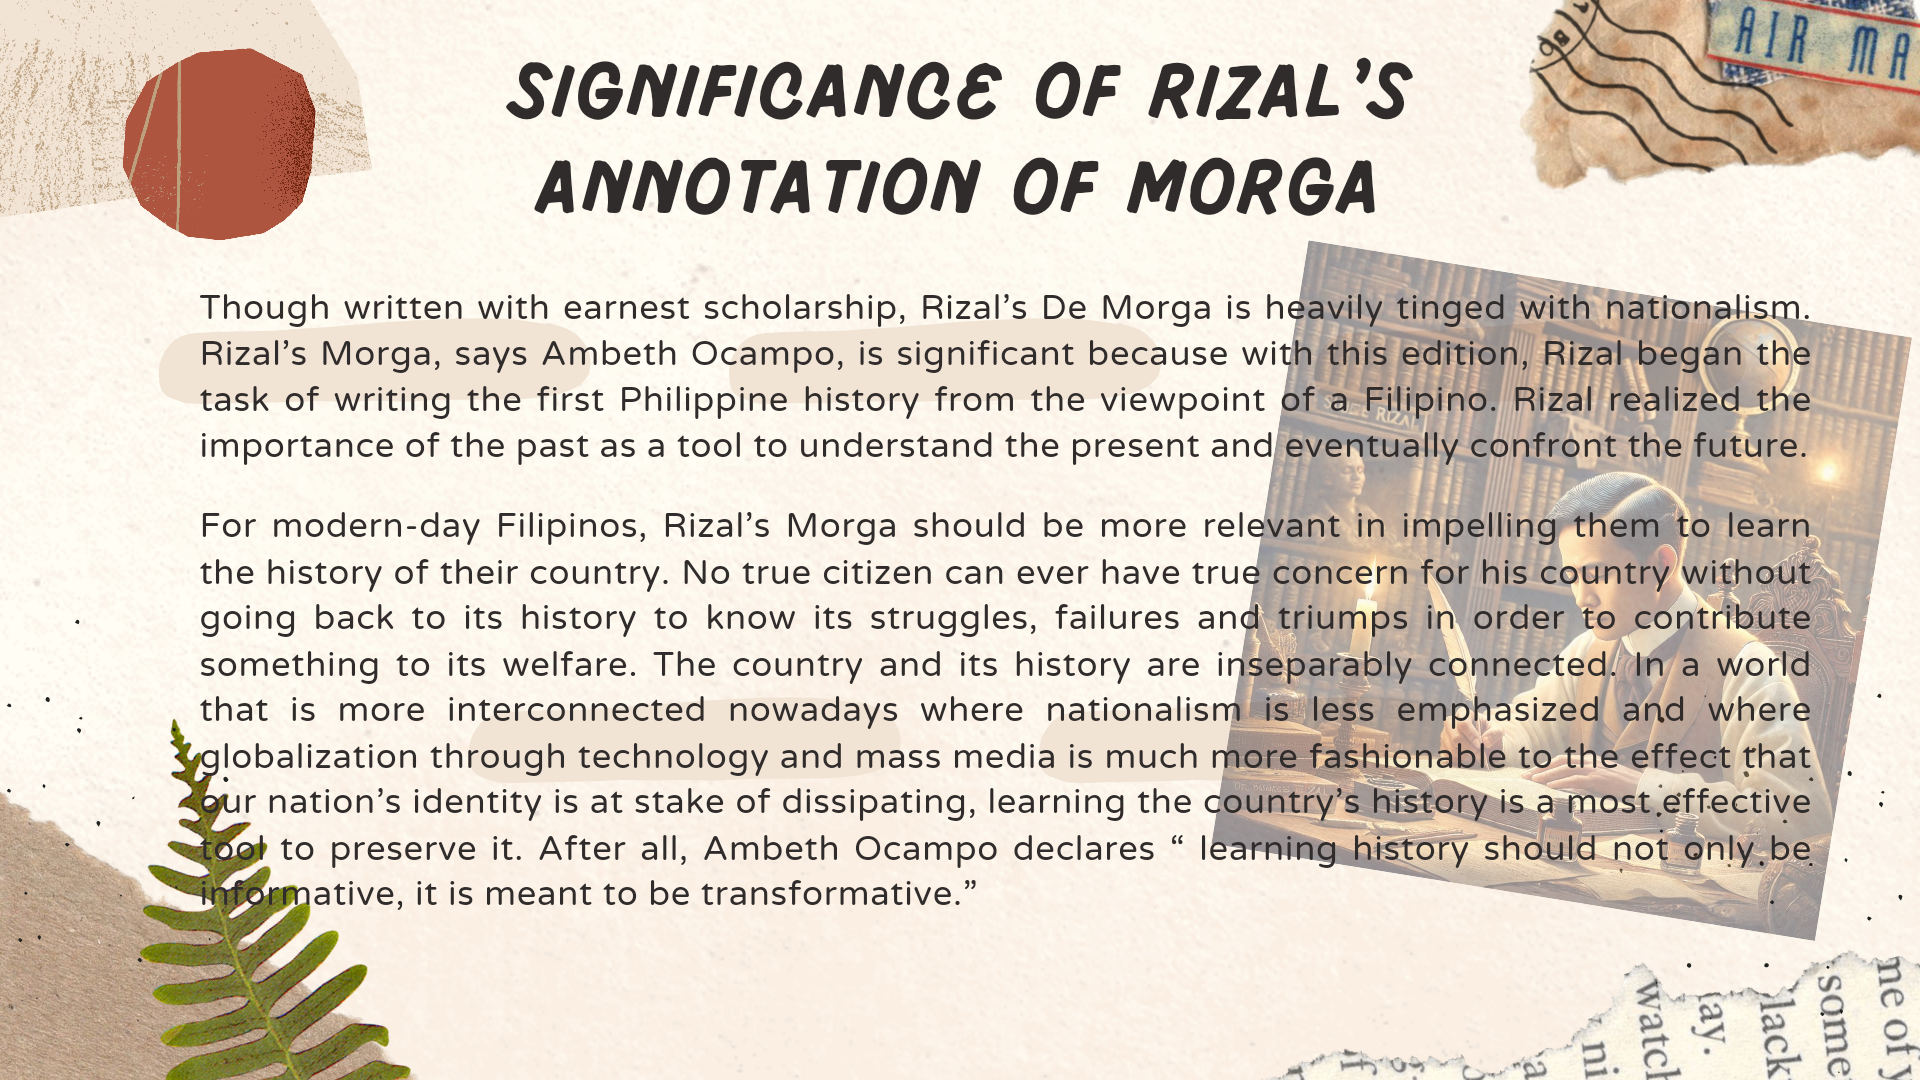 AIR MA
SIGNIFICANCE OF RIZAL’S
ANNOTATION OF MORGA
Though written with earnest scholarship, Rizal’s De Morga is heavily tinged with nationalism.
Rizal’s Morga, says Ambeth Ocampo, is significant because with this edition, Rizal began the
task of writing the first Philippine history from the viewpoint of a Filipino. Rizal realized the
importance of the past as a tool to understand the present and eventually confront the future.
For modern-day Filipinos, Rizal’s Morga should be more relevant in impelling them to learn
the history of their country. No true citizen can ever have true concern for his country without
going back to its history to know its struggles, failures and triumps in order to contribute
something to its welfare. The country and its history are inseparably connected. In a world
that is more interconnected nowadays where nationalism is less emphasized and where
globalization through technology and mass media is much more fashionable to the effect that
our nation’s identity is at stake of dissipating, learning the country’s history is a most effective
tool to preserve it. After all, Ambeth Ocampo declares “ learning history should not only be
informative, it is meant to be transformative.”
me of y
some
lack
ay.
watch
ni